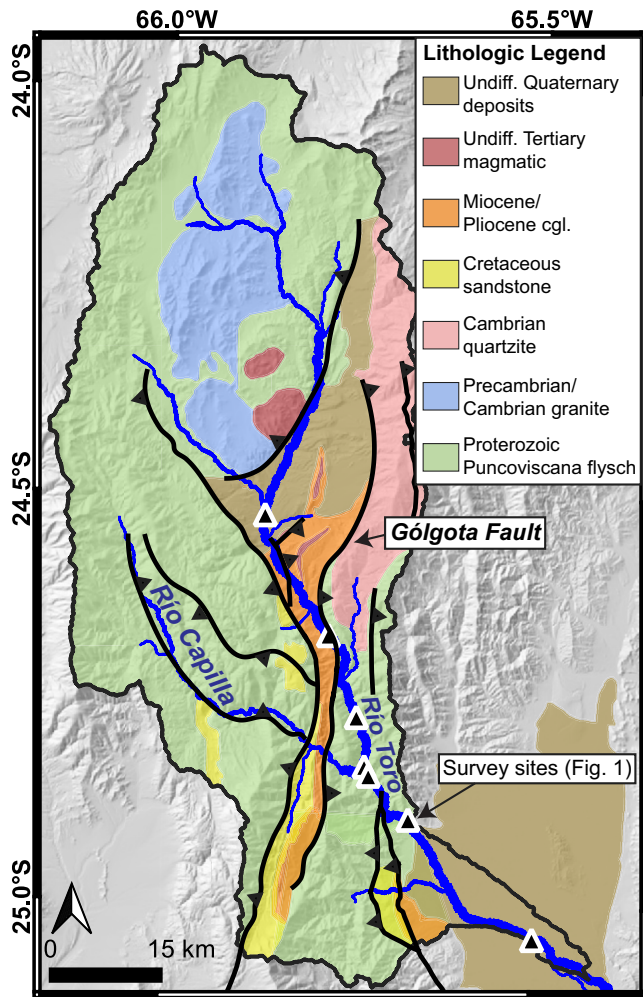 66.0°W
65.5°W
24.0°S
24.5°S
25.0°S
Lithologic Legend
Undiff. Quaternary
deposits
Undiff. Tertiary
magmatic
Miocene/
Pliocene cgl.
Cretaceous
sandstone
Cambrian
quartzite
Precambrian/
Cambrian granite
Proterozoic
Puncoviscana flysch
Gólgota Fault
Río Capilla
Río Toro
Survey sites (Fig. 1)
0
15 km